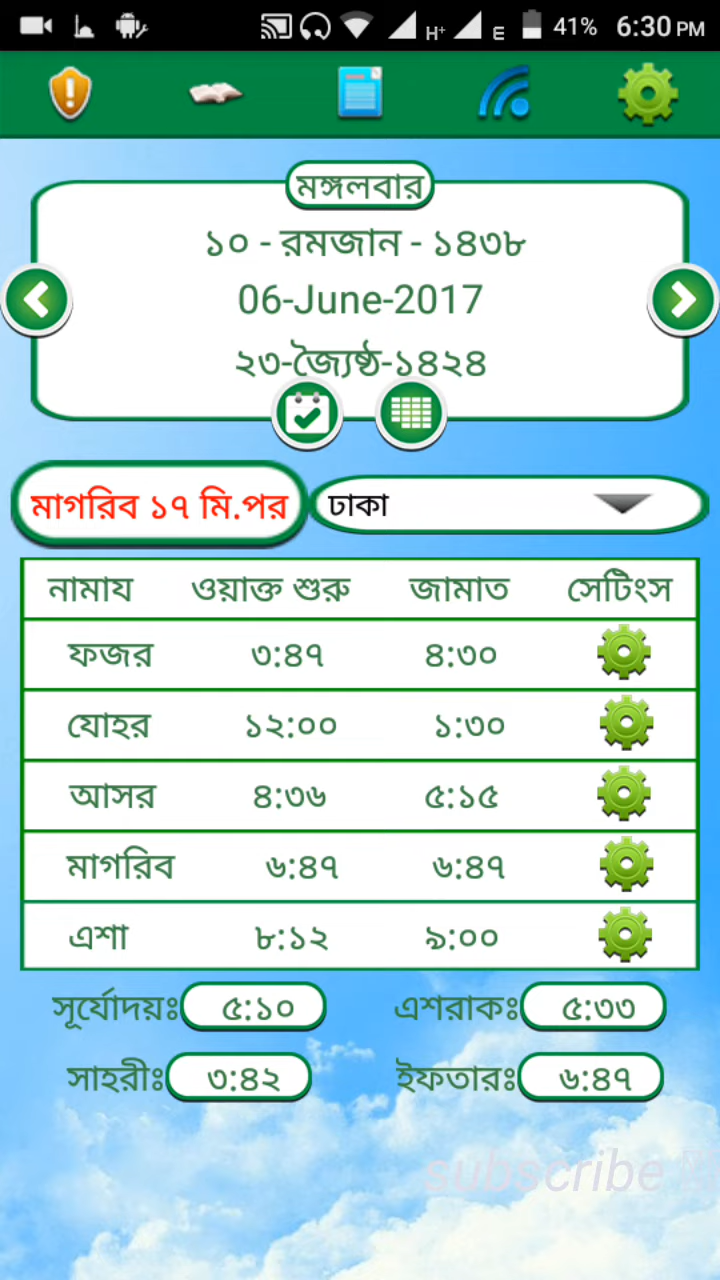 H+ E 41% 6:30 PM
মঙ্গলবার
১০ - রমজান - ১৪৩৮
06-June-2017
২৩-জ্যৈষ্ঠ-১৪২৪
মাগরিব ১৭ মি.পর ঢাকা
নামায ওয়াক্ত শুরু জামাত সেটিংস
ফজর ৩:৪৭ ৪:৩০
যোহর ১২:০০ ১:৩০
আসর ৪:৩৬ ৫:১৫
মাগরিব ৬:৪৭ ৬:৪৭
এশা ৮:১২ ৯:০০
সূর্যোদয়ঃ ৫:১০ এশরাকঃ ৫:৩৩
সাহরীঃ ৩:৪২ ইফতারঃ ৬:৪৭
subscribe